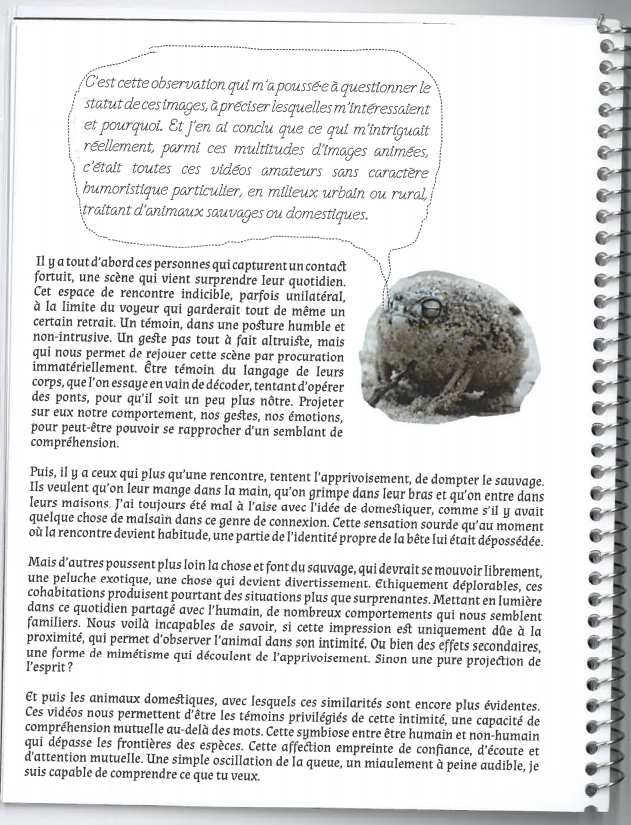 C'est cette observation qui m'a poussé·e à questionner le
statut de ces images, à préciser lesquelles m'intéressaient
et pourquoi. Et j'en ai conclu que ce qui m'intriguait
réellement, parmi ces multitudes d'images animées,
c'était toutes ces vidéos amateurs sans caractère
humoristique particulier, en milieux urbain ou rural,
traitant d'animaux sauvages ou domestiques.
Il y a tout d'abord ces personnes qui capturent un contact
fortuit, une scène qui vient surprendre leur quotidien.
Cet espace de rencontre indicible, parfois unilatéral,
à la limite du voyeur qui garderait tout de même un
certain retrait. Un témoin, dans une posture humble et
non-intrusive. Un geste pas tout à fait altruiste, mais
qui nous permet de rejouer cette scène par procuration
immatériellement. Être témoin du langage de leurs
corps, que l'on essaye en vain de décoder, tentant d'opérer
des ponts, pour qu'il soit un peu plus nôtre. Projeter
sur eux notre comportement, nos gestes, nos émotions,
pour peut-être pouvoir se rapprocher d'un semblant de
compréhension.
Puis, il y a ceux qui plus qu'une rencontre, tentent l'apprivoisement, de dompter le sauvage.
Ils veulent qu'on leur mange dans la main, qu'on grimpe dans leur bras et qu'on entre dans
leurs maisons. J'ai toujours été mal à l'aise avec l'idée de domestiquer, comme s'il y avait
quelque chose de malsain dans ce genre de connexion. Cette sensation sourde qu'au moment
où la rencontre devient habitude, une partie de l'identité propre de la bête lui était dépossédée.
Mais d'autres poussent plus loin la chose et font du sauvage, qui devrait se mouvoir librement,
une peluche exotique, une chose qui devient divertissement. Ethiquement déplorables, ces
cohabitations produisent pourtant des situations plus que surprenantes. Mettant en lumière
dans ce quotidien partagé avec l'humain, de nombreux comportements qui nous semblent
familiers. Nous voilà incapables de savoir, si cette impression est uniquement dûe à la
proximité, qui permet d'observer l'animal dans son intimité. Ou bien des effets secondaires,
une forme de mimétisme qui découlent de l'apprivoisement. Sinon une pure projection de
l'esprit ?
Et puis les animaux domestiques, avec lesquels ces similarités sont encore plus évidentes.
Ces vidéos nous permettent d'être les témoins privilégiés de cette intimité, une capacité de
compréhension mutuelle au-delà des mots. Cette symbiose entre être humain et non-humain
qui dépasse les frontières des espèces. Cette affection empreinte de confiance, d'écoute et
d'attention mutuelle. Une simple oscillation de la queue, un miaulement à peine audible, je
suis capable de comprendre ce que tu veux.